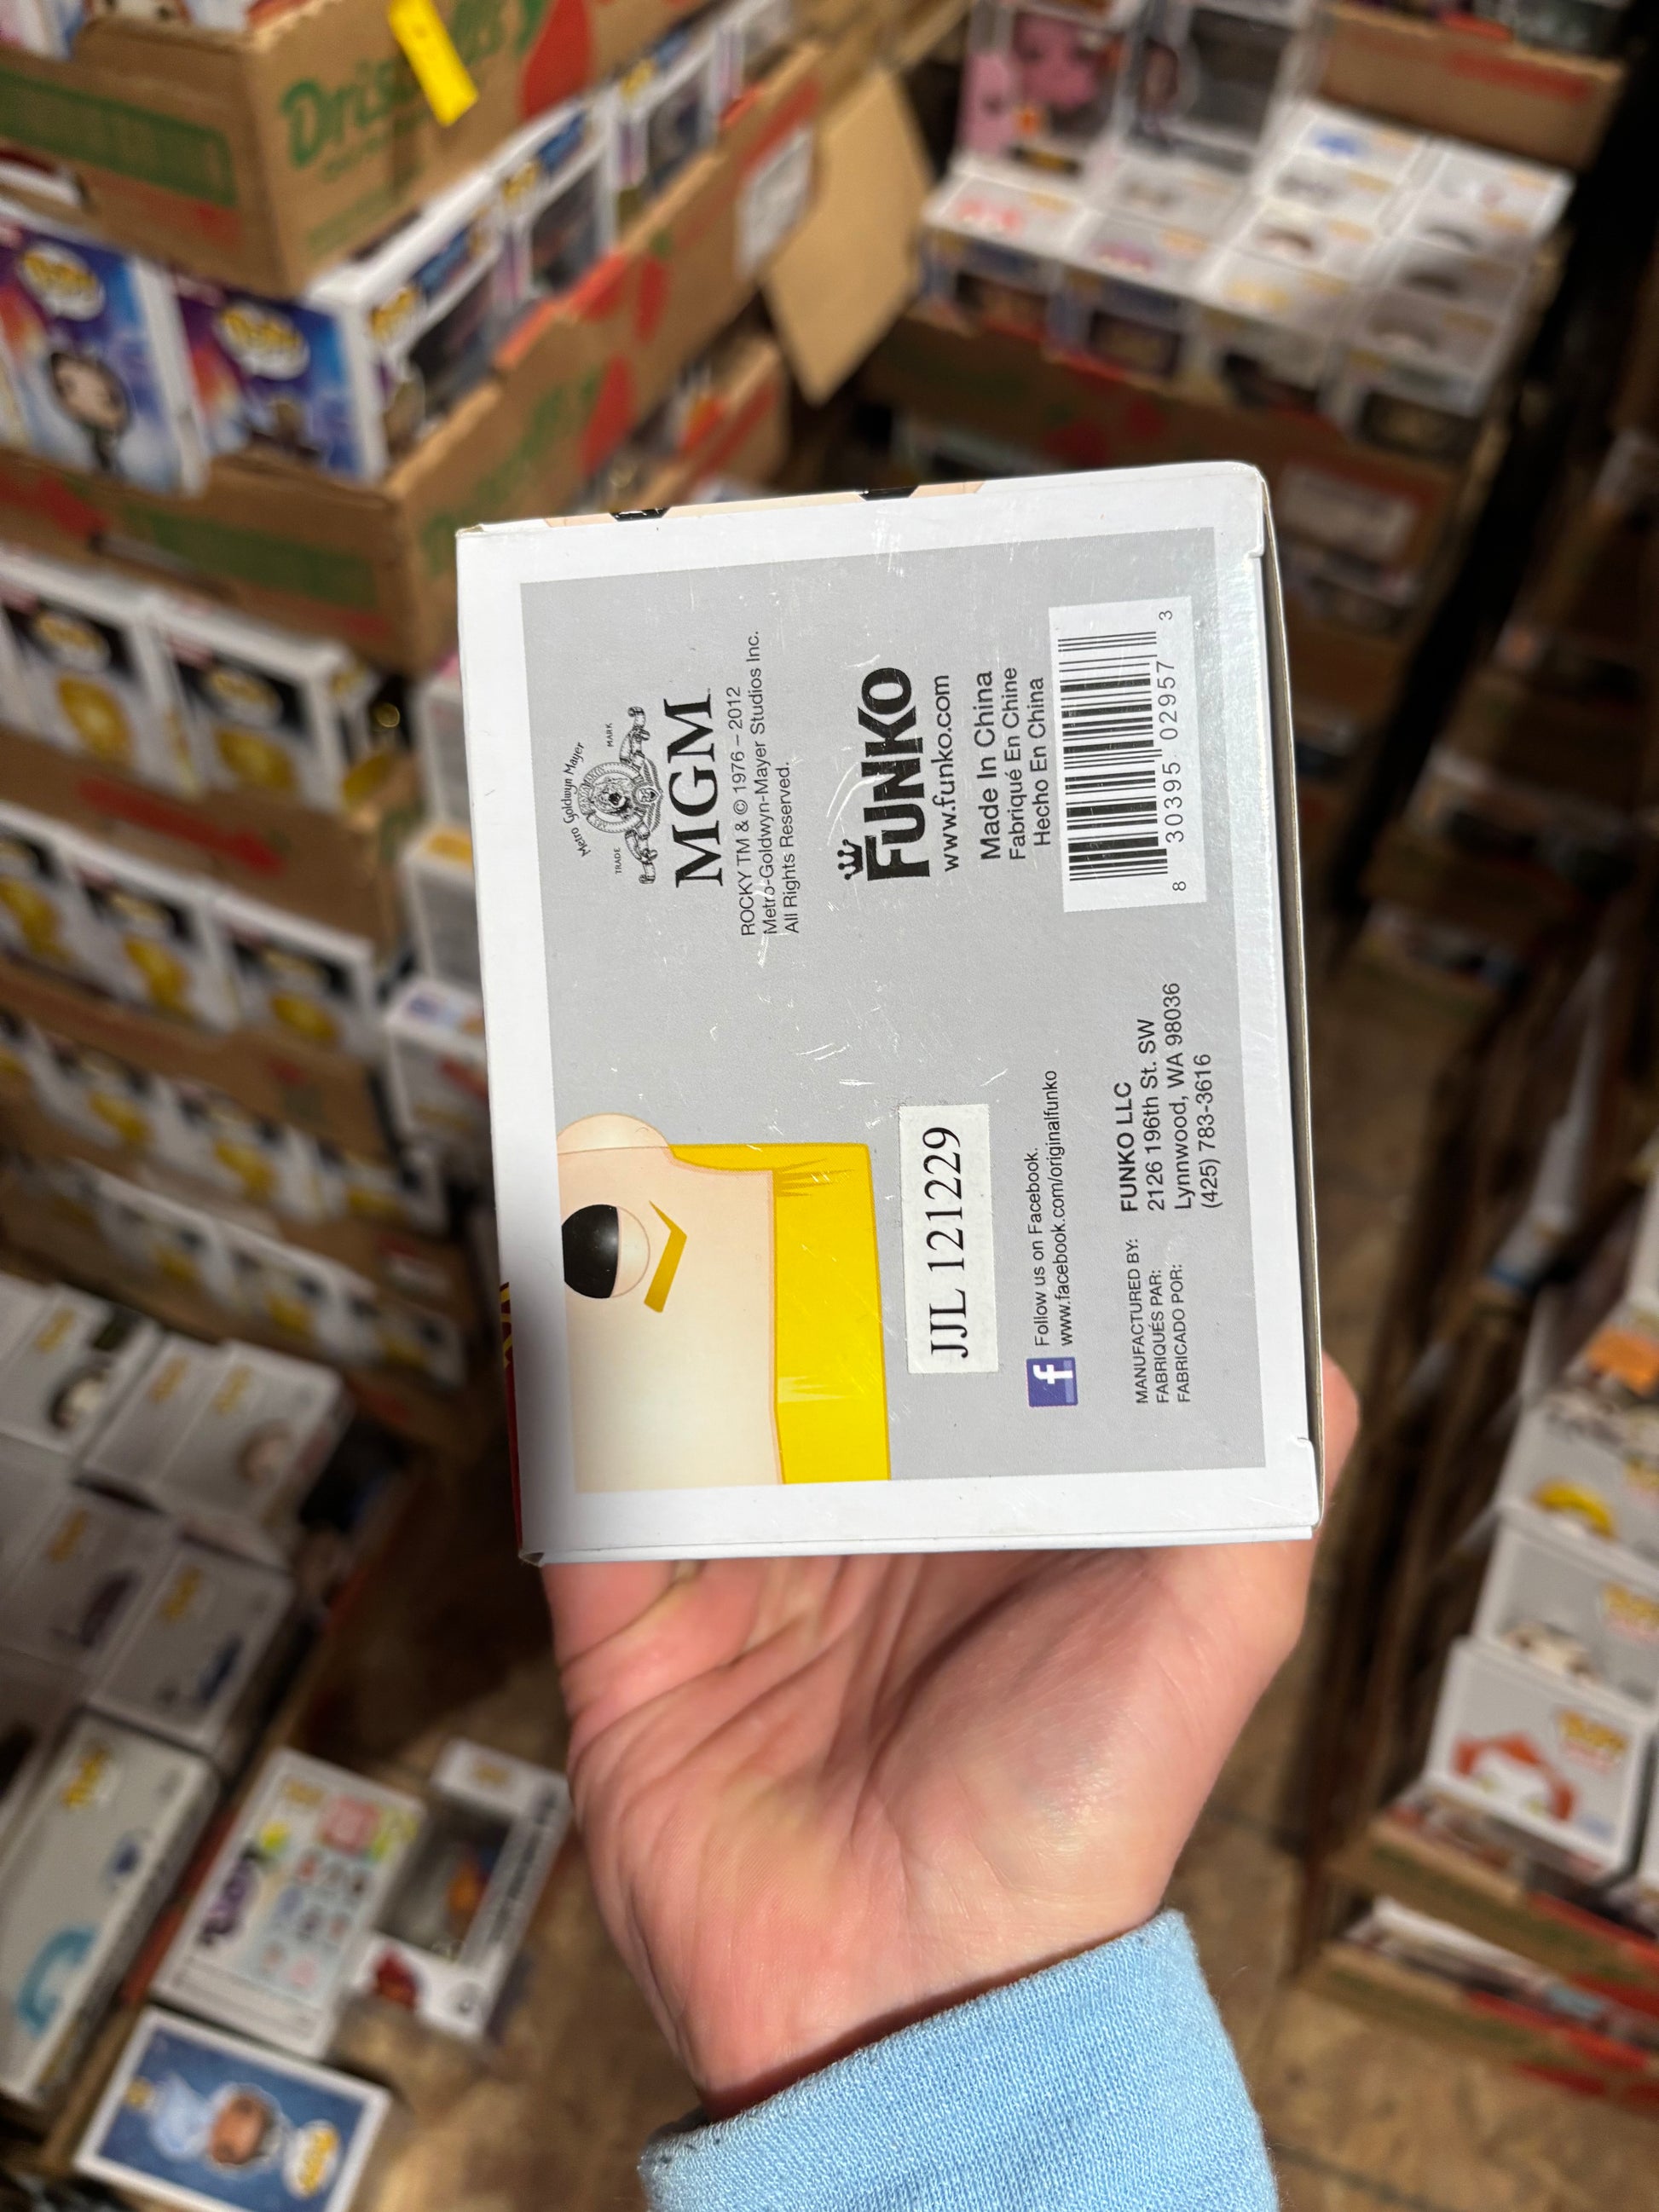 Metro Goldwyn Mayer
TRADE MARK
MGM
ROCKY TM & © 1976 – 2012
Metro-Goldwyn-Mayer Studios Inc.
All Rights Reserved.
FUNKO
www.funko.com
Made In China
Fabriqué En Chine
Hecho En China
8 30395 02957 3
JJL 121229
f
Follow us on Facebook.
www.facebook.com/originalfunko
MANUFACTURED BY:
FABRIQUÉS PAR:
FABRICADO POR:
FUNKO LLC
2126 196th St. SW
Lynnwood, WA 98036
(425) 783-3616